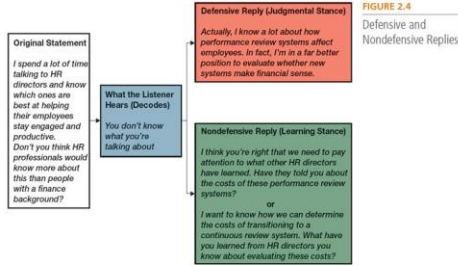 Original Statement
I spend a lot of time
talking to HR
directors and know
which ones are
best at helping
their employees
stay engaged and
productive.
Don't you think HR
professionals would
know more about
this than people
with a finance
background?
What the Listener
Hears (Decodes)
You don't know
what you're
talking about
Defensive Reply (Judgmental Stance)
Actually, I know a lot about how
performance review systems affect
employees. In fact, I'm in a far better
position to evaluate whether new
systems make financial sense.
Nondefensive Reply (Learning Stance)
I think you're right that we need to pay
attention to what other HR directors
have learned. Have they told you about
the costs of these performance review
systems?
or
I want to know how we can determine
the costs of transitioning to a
continuous review system. What have
you learned from HR directors you
know about evaluating these costs?
FIGURE 2.4
Defensive and
Nondefensive Replies